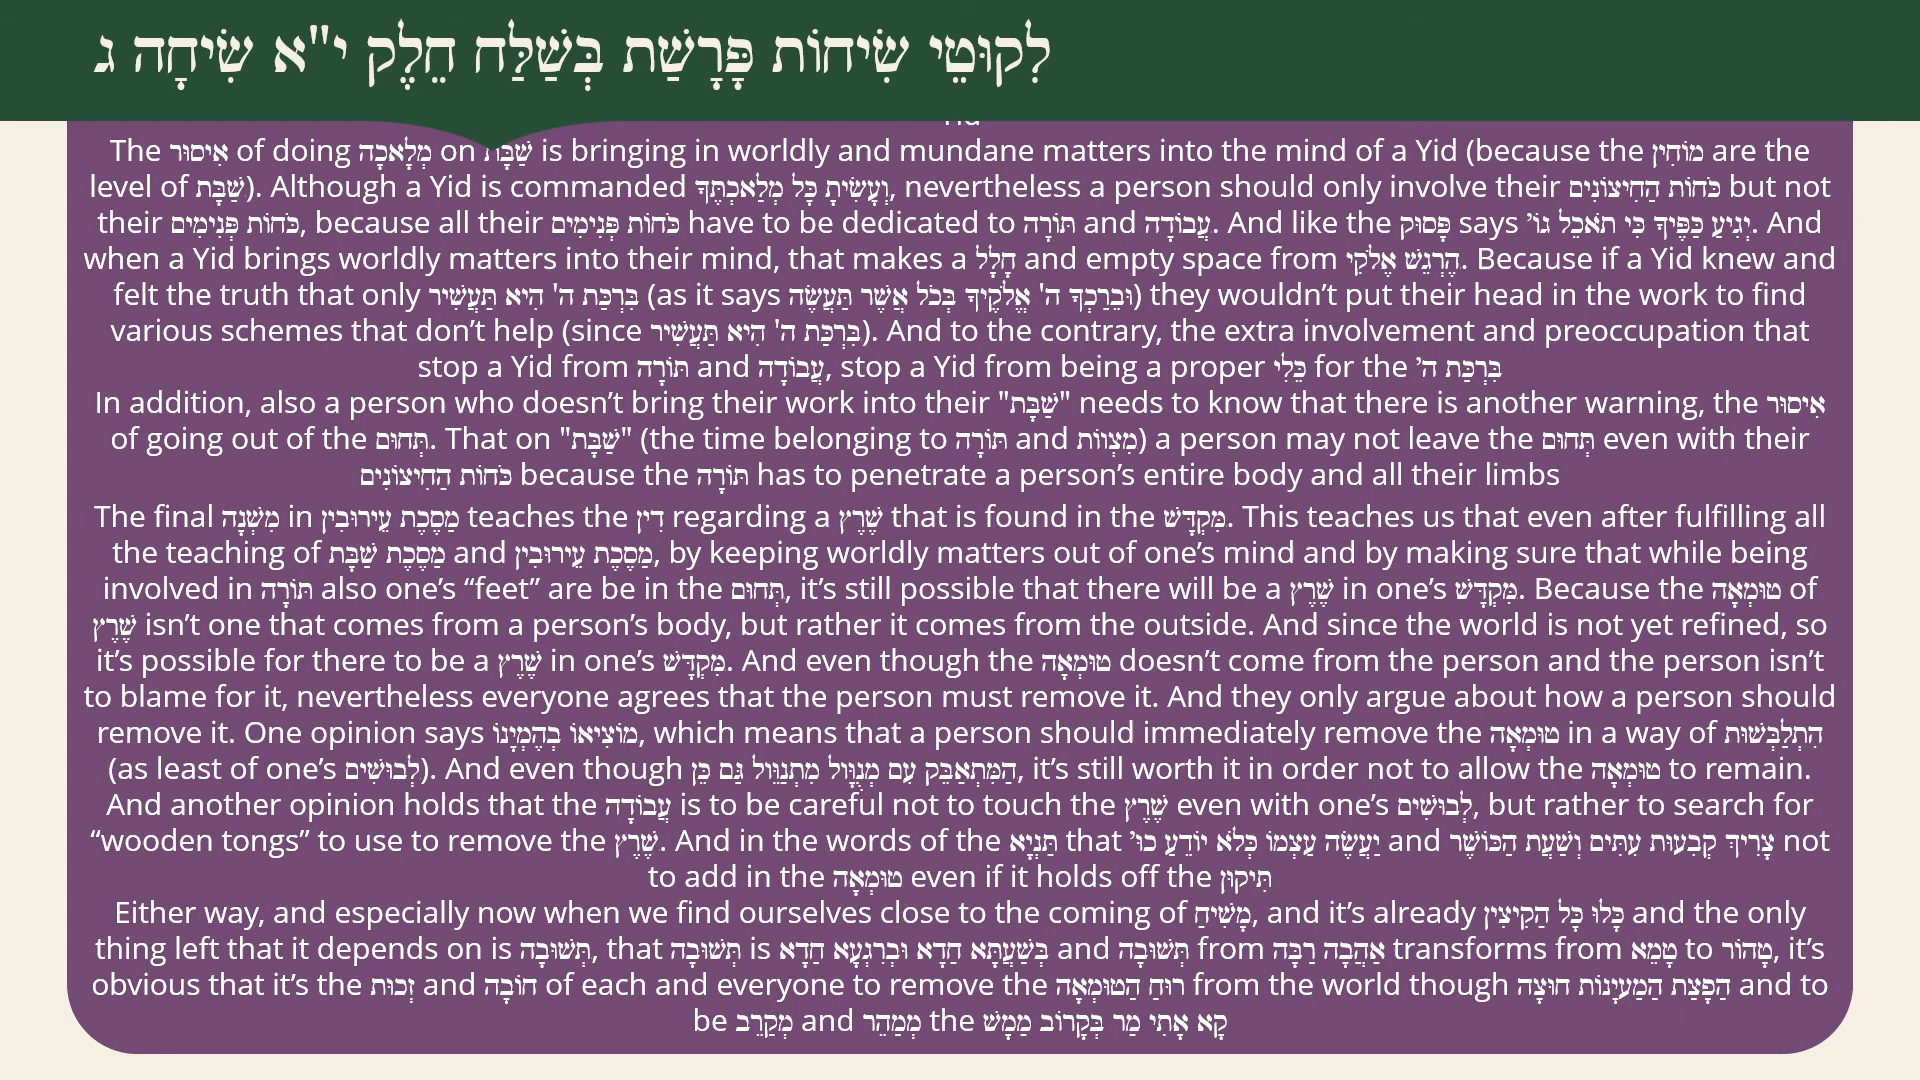 לִקוּטֵי שִׂיחוֹת פָּרָשַׁת בְּשַׁלַּח חֵלֶק י"א שִׂיחָה ג
The אִיסוּר of doing מְלָאכָה on שַׁבָּת is bringing in worldly and mundane matters into the mind of a Yid (because the מוֹחִין are the
level of שַׁבָּת). Although a Yid is commanded וְעָשִׂיתָ כָּל מְלַאכְתֶּךָ, nevertheless a person should only involve their כֹּחוֹת הַחִיצוֹנִים but not
their כֹּחוֹת פְּנִימִים, because all their כֹּחוֹת פְּנִימִים have to be dedicated to תּוֹרָה and עֲבוֹדָה. And like the פָּסוּק says יְגִיעַ כַּפֶּיךָ כִּי תֹאכֵל גוֹ’. And
when a Yid brings worldly matters into their mind, that makes a חָלָל and empty space from הֶרְגֵשׁ אֱלֹקִי. Because if a Yid knew and
felt the truth that only בִּרְכַּת ה' הִיא תַּעֲשִׁיר (as it says וּבֵרַכְךָ ה' אֱלֹקֶיךָ בְּכֹל אֲשֶׁר תַּעֲשֶׂה) they wouldn’t put their head in the work to find
various schemes that don’t help (since בִּרְכַּת ה' הִיא תַּעֲשִׁיר). And to the contrary, the extra involvement and preoccupation that
stop a Yid from תּוֹרָה and עֲבוֹדָה, stop a Yid from being a proper כֵּלִי for the בִּרְכַּת ה’
In addition, also a person who doesn’t bring their work into their "שַׁבָּת" needs to know that there is another warning, the אִיסוּר
of going out of the תְּחוּם. That on "שַׁבָּת" (the time belonging to תּוֹרָה and מִצְווֹת) a person may not leave the תְּחוּם even with their
כֹּחוֹת הַחִיצוֹנִים because the תּוֹרָה has to penetrate a person’s entire body and all their limbs
The final מִשְׁנָה in מַסֶכֶת עֵירוּבִין teaches the דִין regarding a שֶׁרֶץ that is found in the מִקְדָּשׁ. This teaches us that even after fulfilling all
the teaching of מַסֶכֶת שַׁבָּת and מַסֶכֶת עֵירוּבִין, by keeping worldly matters out of one’s mind and by making sure that while being
involved in תּוֹרָה also one’s “feet” are be in the תְּחוּם, it’s still possible that there will be a שֶׁרֶץ in one’s מִקְדָּשׁ. Because the טוּמְאָה of
שֶׁרֶץ isn’t one that comes from a person’s body, but rather it comes from the outside. And since the world is not yet refined, so
it’s possible for there to be a שֶׁרֶץ in one’s מִקְדָּשׁ. And even though the טוּמְאָה doesn’t come from the person and the person isn’t
to blame for it, nevertheless everyone agrees that the person must remove it. And they only argue about how a person should
remove it. One opinion says מוֹצִיאוֹ בְּהֶמְיָנוֹ, which means that a person should immediately remove the טוּמְאָה in a way of הִתְלַבְּשׁוּת
(as least of one’s לְבוּשִׁים). And even though הַמִּתְאַבֵּק עִם מְנֻוָּול מִתְנַוֵּול גַּם כֵּן, it’s still worth it in order not to allow the טוּמְאָה to remain.
And another opinion holds that the עֲבוֹדָה is to be careful not to touch the שֶׁרֶץ even with one’s לְבוּשִׁים, but rather to search for
“wooden tongs” to use to remove the שֶׁרֶץ. And in the words of the תַּנְיָא that יַעֲשֶׂה עַצְמוֹ כְּלֹא יוֹדֵעַ כוּ’ and צָרִיךְ קְבִעוּת עִתִּים וְשָׁעַת הַכּוֹשֶׁר not
to add in the טוּמְאָה even if it holds off the תִּיקוּן
Either way, and especially now when we find ourselves close to the coming of מָשִׁיחַ, and it’s already כָּלוּ כָּל הַקִיצִין and the only
thing left that it depends on is תְּשׁוּבָה, that תְּשׁוּבָה is בְּשַׁעֲתָּא חֲדָא וּבְרִגְעָא חֲדָא and תְּשׁוּבָה from אַהֲבָה רַבָּה transforms from טָמֵא to טָהוֹר, it’s
obvious that it’s the זְכוּת and חוֹבָה of each and everyone to remove the רוּחַ הַטּוּמְאָה from the world though הַפָצַת הַמַעְיָנוֹת חוּצָה and to
be מְקַרֵב and מְמַהֵר the קָא אָתִי מַר בְּקָרוֹב מַמָשׁ